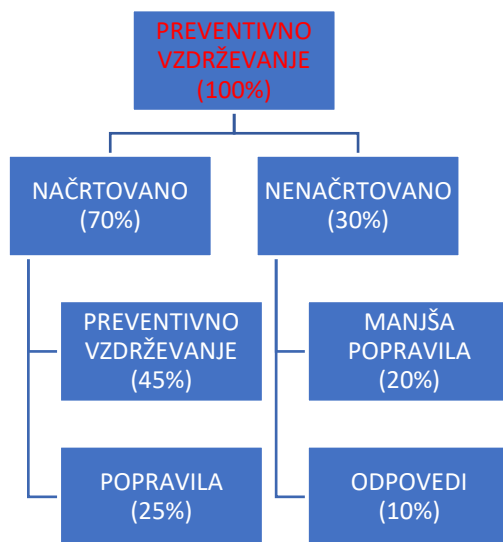 PREVENTIVNO
VZDRŽEVANJE
(100%)
NAČRTOVANO
(70%)
NENAČRTOVANO
(30%)
PREVENTIVNO
VZDRŽEVANJE
(45%)
MANJŠA
POPRAVILA
(20%)
POPRAVILA
(25%)
ODPOVEDI
(10%)